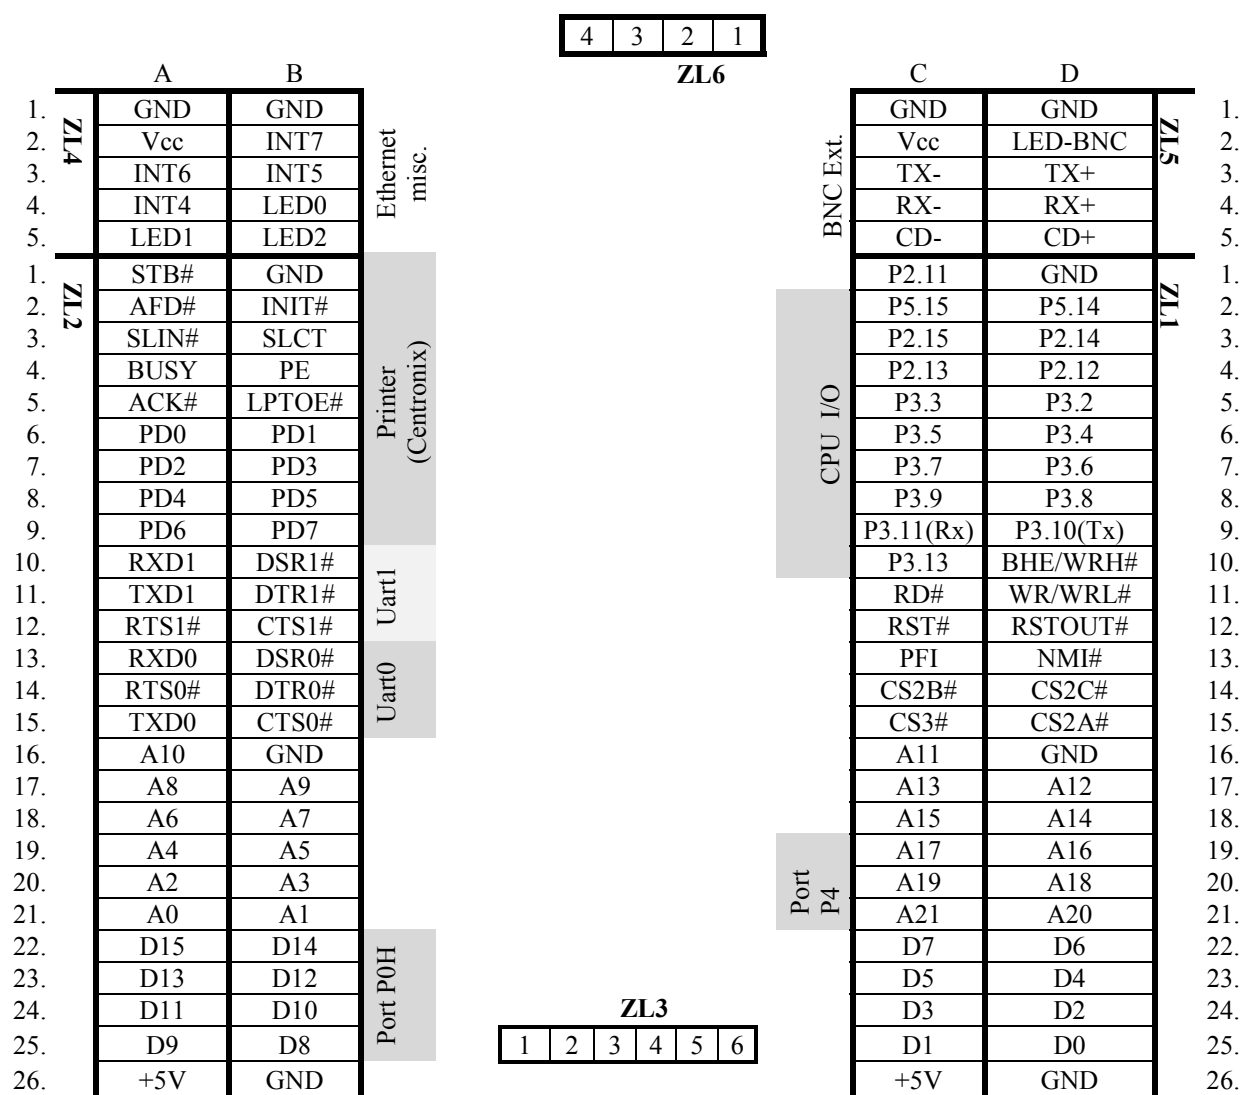 4 3 2 1
ZL6
A B C D
1. GND GND GND GND 1.
2. Vcc INT7 Vcc LED-BNC 2.
3. INT6 INT5 TX- TX+ 3.
4. INT4 LED0 RX- RX+ 4.
5. LED1 LED2 CD- CD+ 5.
ZL4
Ethernet
misc.
BNC Ext.
ZL5
1. STB# GND P2.11 GND 1.
2. AFD# INIT# P5.15 P5.14 2.
3. SLIN# SLCT P2.15 P2.14 3.
4. BUSY PE P2.13 P2.12 4.
5. ACK# LPTOE# P3.3 P3.2 5.
6. PD0 PD1 P3.5 P3.4 6.
7. PD2 PD3 P3.7 P3.6 7.
8. PD4 PD5 P3.9 P3.8 8.
9. PD6 PD7 P3.11(Rx) P3.10(Tx) 9.
10. RXD1 DSR1# P3.13 BHE/WRH# 10.
11. TXD1 DTR1# RD# WR/WRL# 11.
12. RTS1# CTS1# RST# RSTOUT# 12.
13. RXD0 DSR0# PFI NMI# 13.
14. RTS0# DTR0# CS2B# CS2C# 14.
15. TXD0 CTS0# CS3# CS2A# 15.
16. A10 GND A11 GND 16.
17. A8 A9 A13 A12 17.
18. A6 A7 A15 A14 18.
19. A4 A5 A17 A16 19.
20. A2 A3 A19 A18 20.
21. A0 A1 A21 A20 21.
22. D15 D14 D7 D6 22.
23. D13 D12 D5 D4 23.
24. D11 D10 D3 D2 24.
25. D9 D8 D1 D0 25.
26. +5V GND +5V GND 26.
ZL2
Printer
(Centronix)
Uart1
Uart0
Port P0H
CPU I/O
Port
P4
ZL1
ZL3
1 2 3 4 5 6